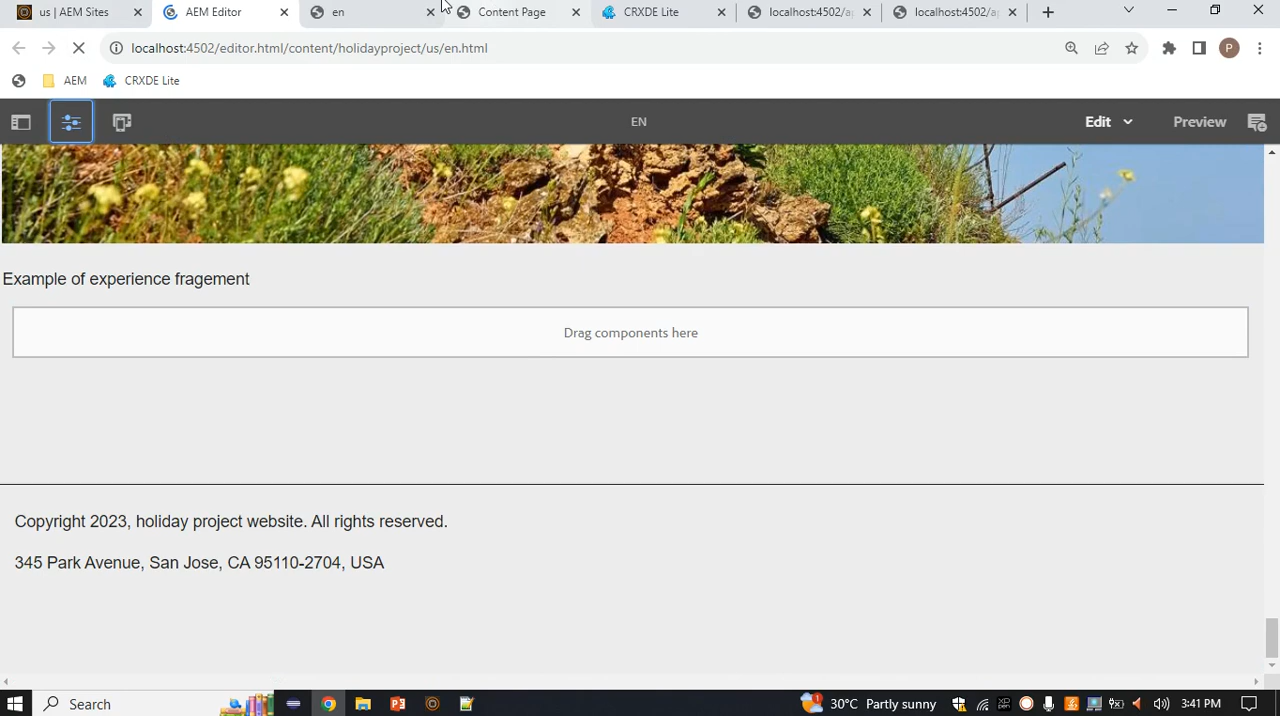 us | AEM Sites
AEM Editor
en
Content Page
CRXDE Lite
localhost:4502/a
localhost:4502/a
localhost:4502/editor.html/content/holidayproject/us/en.html
P
AEM
CRXDE Lite
EN
Edit
Preview
Example of experience fragement
Drag components here
Copyright 2023, holiday project website. All rights reserved.
345 Park Avenue, San Jose, CA 95110-2704, USA
Search
1
30°C Partly sunny
3:41 PM